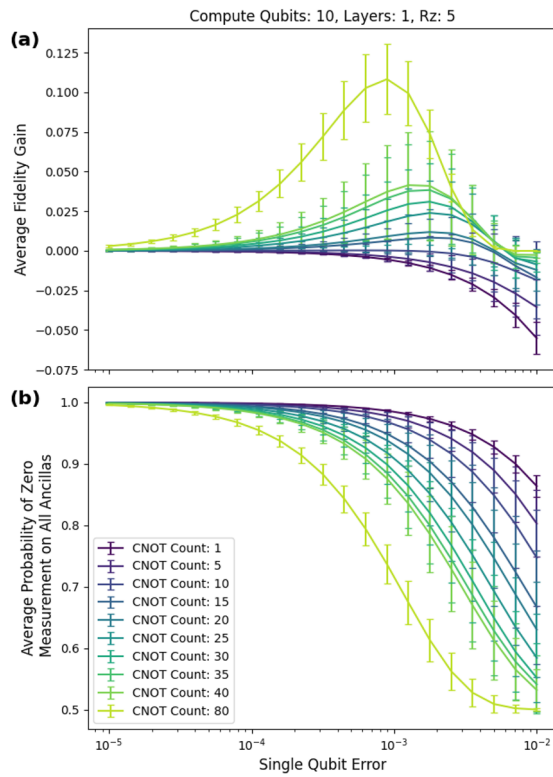 Compute Qubits: 10, Layers: 1, Rz: 5
(a)
0.125
0.100
0.075
0.050
0.025
0.000
−0.025
−0.050
−0.075
Average Fidelity Gain
(b)
1.0
0.9
0.8
0.7
0.6
0.5
Average Probability of Zero
Measurement on All Ancillas
CNOT Count: 1
CNOT Count: 5
CNOT Count: 10
CNOT Count: 15
CNOT Count: 20
CNOT Count: 25
CNOT Count: 30
CNOT Count: 35
CNOT Count: 40
CNOT Count: 80
10⁻⁵ 10⁻⁴ 10⁻³ 10⁻²
Single Qubit Error